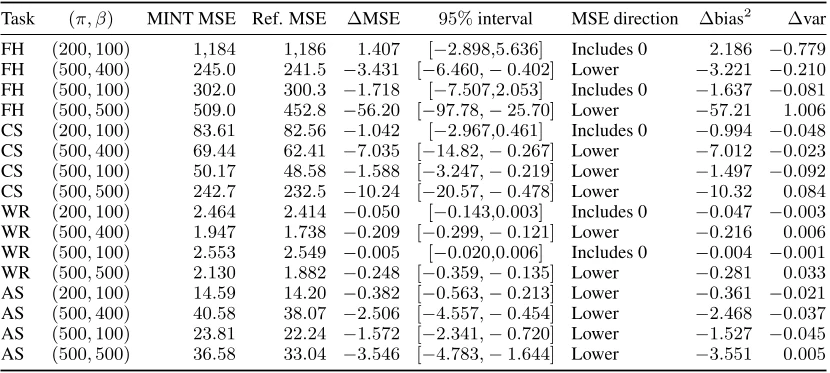 Task (π, β) MINT MSE Ref. MSE ΔMSE 95% interval MSE direction Δbias² Δvar
FH (200, 100) 1,184 1,186 1.407 [−2.898,5.636] Includes 0 2.186 −0.779
FH (500, 400) 245.0 241.5 −3.431 [−6.460, − 0.402] Lower −3.221 −0.210
FH (500, 100) 302.0 300.3 −1.718 [−7.507,2.053] Includes 0 −1.637 −0.081
FH (500, 500) 509.0 452.8 −56.20 [−97.78, − 25.70] Lower −57.21 1.006
CS (200, 100) 83.61 82.56 −1.042 [−2.967,0.461] Includes 0 −0.994 −0.048
CS (500, 400) 69.44 62.41 −7.035 [−14.82, − 0.267] Lower −7.012 −0.023
CS (500, 100) 50.17 48.58 −1.588 [−3.247, − 0.219] Lower −1.497 −0.092
CS (500, 500) 242.7 232.5 −10.24 [−20.57, − 0.478] Lower −10.32 0.084
WR (200, 100) 2.464 2.414 −0.050 [−0.143,0.003] Includes 0 −0.047 −0.003
WR (500, 400) 1.947 1.738 −0.209 [−0.299, − 0.121] Lower −0.216 0.006
WR (500, 100) 2.553 2.549 −0.005 [−0.020,0.006] Includes 0 −0.004 −0.001
WR (500, 500) 2.130 1.882 −0.248 [−0.359, − 0.135] Lower −0.281 0.033
AS (200, 100) 14.59 14.20 −0.382 [−0.563, − 0.213] Lower −0.361 −0.021
AS (500, 400) 40.58 38.07 −2.506 [−4.557, − 0.454] Lower −2.468 −0.037
AS (500, 100) 23.81 22.24 −1.572 [−2.341, − 0.720] Lower −1.527 −0.045
AS (500, 500) 36.58 33.04 −3.546 [−4.783, − 1.644] Lower −3.551 0.005